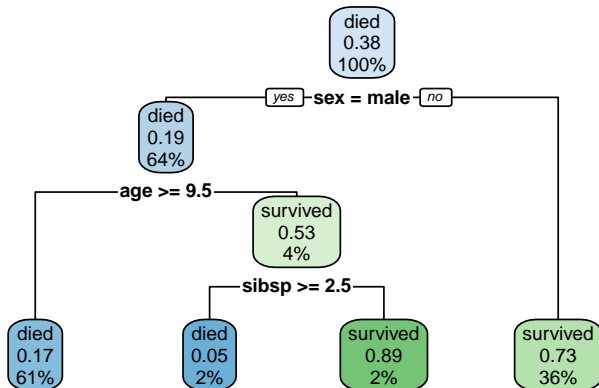 died
0.38
100%
yes sex = male no
died
0.19
64%
age >= 9.5
survived
0.53
4%
sibsp >= 2.5
died
0.17
61%
died
0.05
2%
survived
0.89
2%
survived
0.73
36%